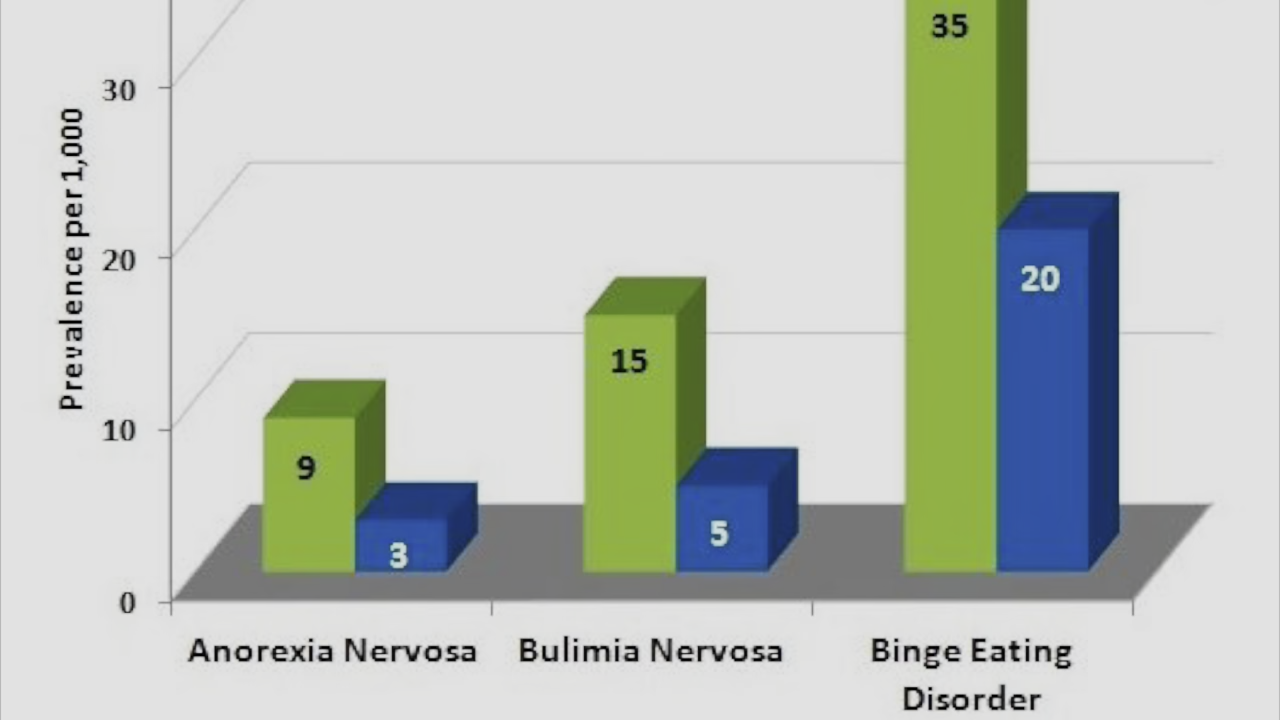 35
30
Prevalence per 1,000
20
20
15
9
10
5
3
0
Anorexia Nervosa
Bulimia Nervosa
Binge Eating
Disorder